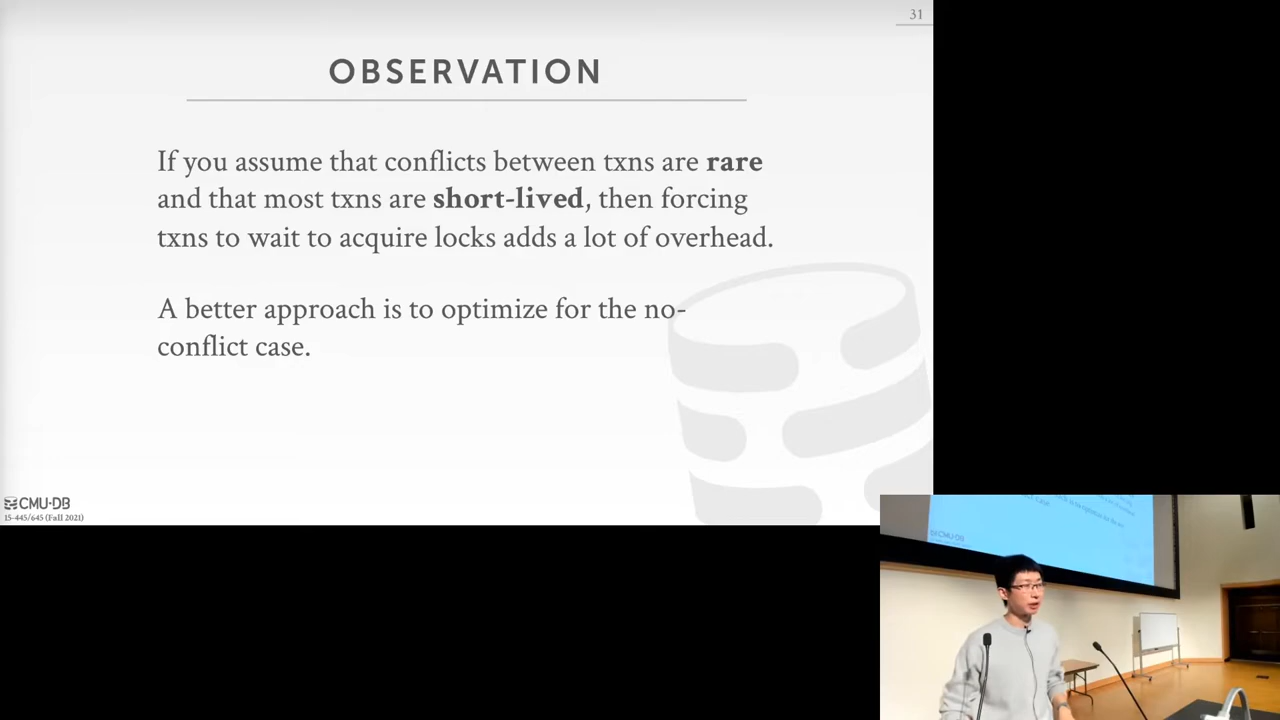 31
OBSERVATION
If you assume that conflicts between txns are rare
and that most txns are short-lived, then forcing
txns to wait to acquire locks adds a lot of overhead.
A better approach is to optimize for the no-
conflict case.
CMU·DB
15-445/645 (Fall 2021)